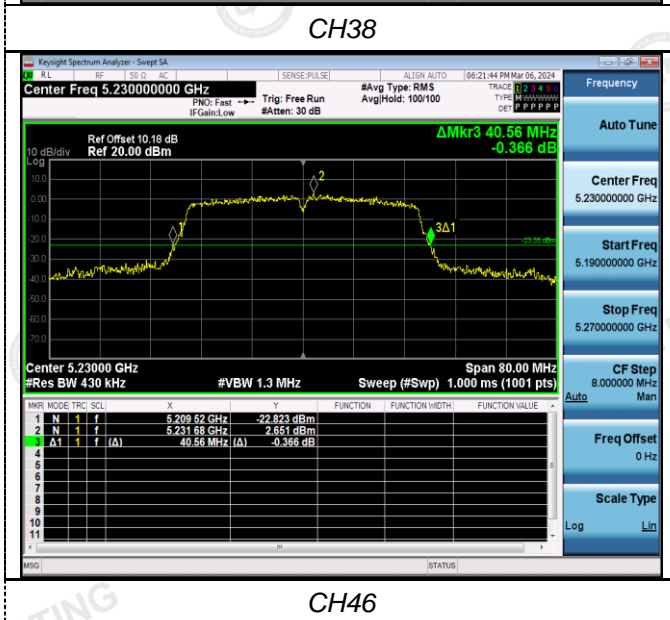 CH38
Keysight Spectrum Analyzer - Swept SA
RL RF 50 Ω AC SENSE:PULSE ALIGN AUTO 06:21:44 PM Mar 06, 2024
Center Freq 5.230000000 GHz #Avg Type: RMS TRACE 1 2 3 4 5 6
PNO: Fast Trig: Free Run Avg|Hold: 100/100 TYPE M WWWWW
IFGain:Low #Atten: 30 dB DET P P P P P P
Frequency
Auto Tune
Center Freq
5.230000000 GHz
Start Freq
5.190000000 GHz
Stop Freq
5.270000000 GHz
CF Step
8.000000 MHz
Auto Man
Freq Offset
0 Hz
Scale Type
Log Lin
ΔMkr3 40.56 MHz
-0.366 dB
Ref Offset 10.18 dB
10 dB/div Ref 20.00 dBm
Log
10.0
0.00
-10.0
-20.0
-30.0
-40.0
-50.0
-60.0
-70.0
1
2
3Δ1
Center 5.23000 GHz Span 80.00 MHz
#Res BW 430 kHz #VBW 1.3 MHz Sweep (#Swp) 1.000 ms (1001 pts)
MKR MODE TRC SCL X Y FUNCTION FUNCTION WIDTH FUNCTION VALUE
1 N 1 f 5.209 52 GHz -22.823 dBm
2 N 1 f 5.231 68 GHz 2.651 dBm
3 Δ1 1 f (Δ) 40.56 MHz (Δ) -0.366 dB
4
5
6
7
8
9
10
11
MSG STATUS
CH46
TING